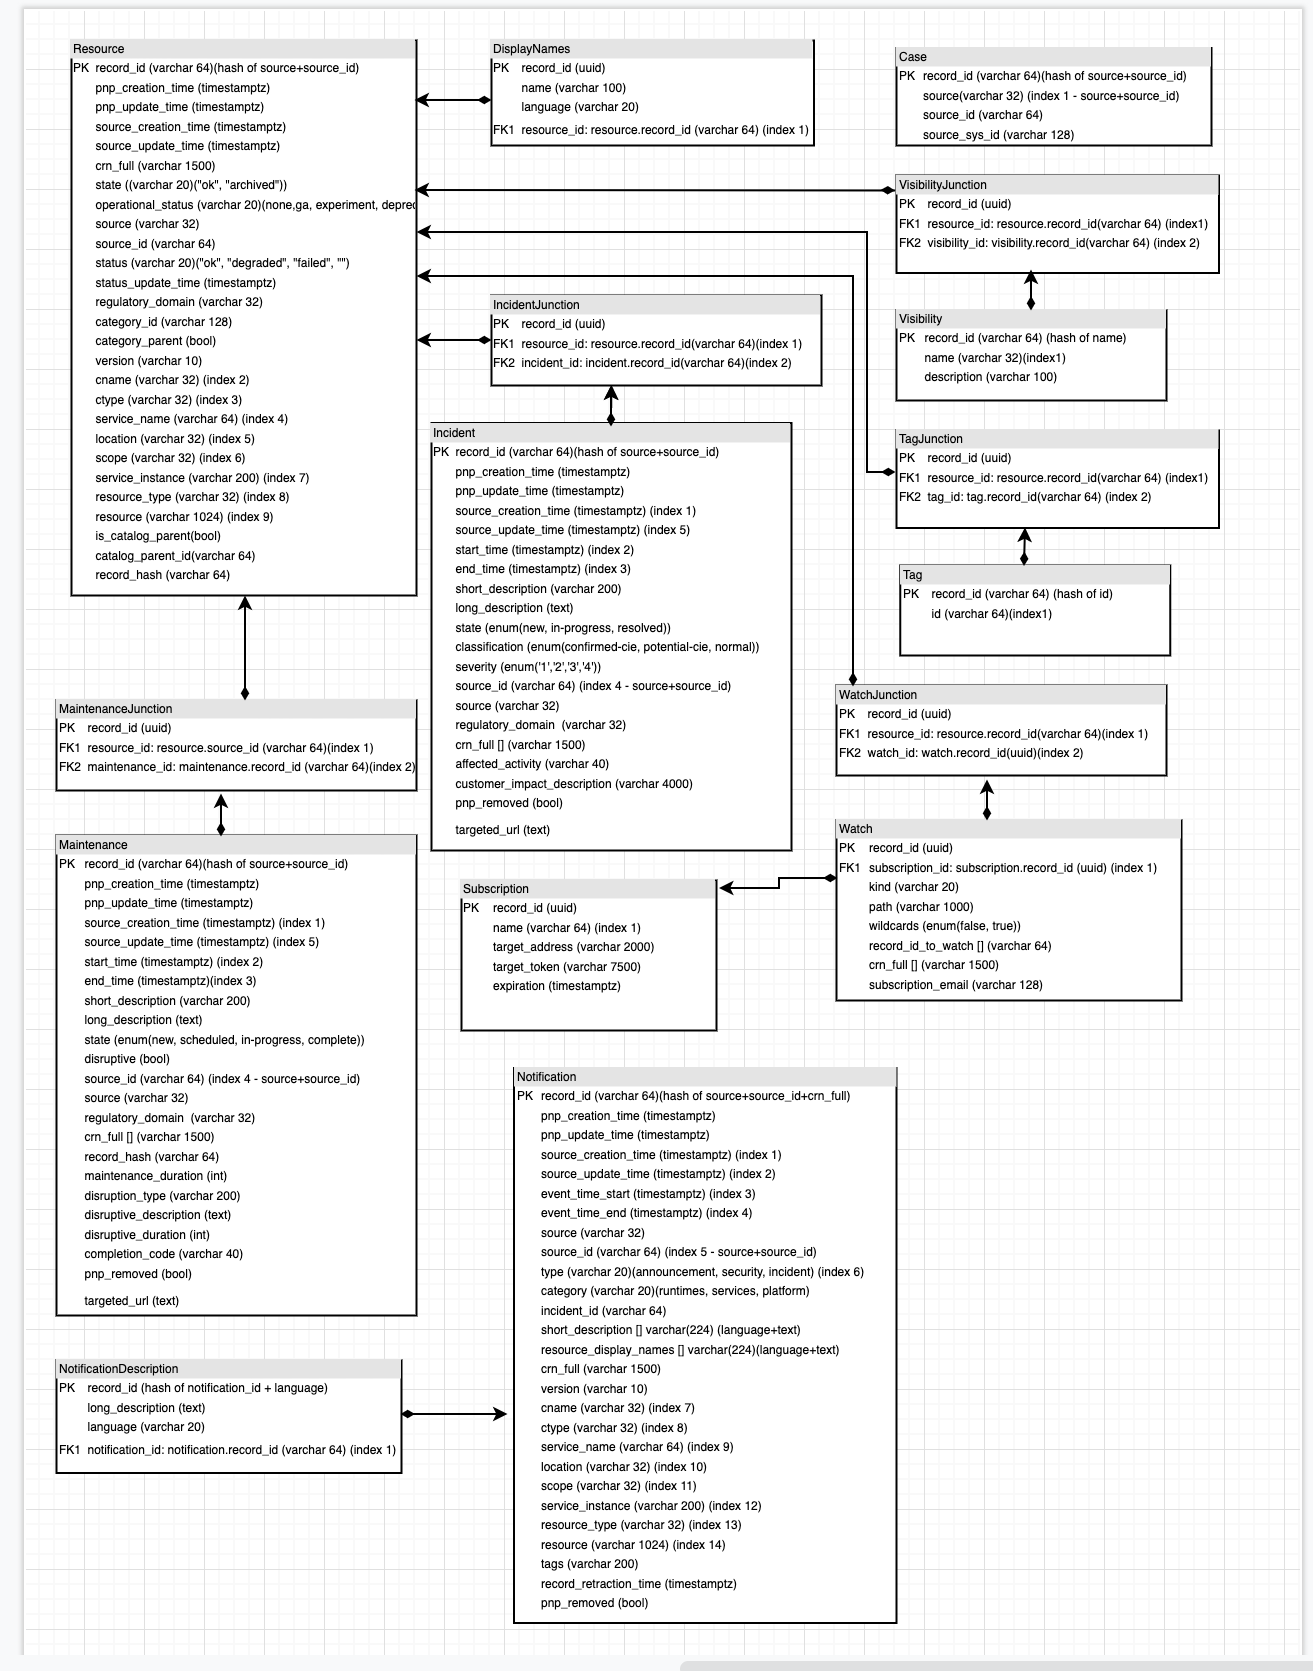 Resource
PK record_id (varchar 64)(hash of source+source_id)
pnp_creation_time (timestamptz)
pnp_update_time (timestamptz)
source_creation_time (timestamptz)
source_update_time (timestamptz)
crn_full (varchar 1500)
state ((varchar 20)("ok", "archived"))
operational_status (varchar 20)(none,ga, experiment, deprec
source (varchar 32)
source_id (varchar 64)
status (varchar 20)("ok", "degraded", "failed", "")
status_update_time (timestamptz)
regulatory_domain (varchar 32)
category_id (varchar 128)
category_parent (bool)
version (varchar 10)
cname (varchar 32) (index 2)
ctype (varchar 32) (index 3)
service_name (varchar 64) (index 4)
location (varchar 32) (index 5)
scope (varchar 32) (index 6)
service_instance (varchar 200) (index 7)
resource_type (varchar 32) (index 8)
resource (varchar 1024) (index 9)
is_catalog_parent(bool)
catalog_parent_id(varchar 64)
record_hash (varchar 64)
DisplayNames
PK record_id (uuid)
name (varchar 100)
language (varchar 20)
FK1 resource_id: resource.record_id (varchar 64) (index 1)
Case
PK record_id (varchar 64)(hash of source+source_id)
source(varchar 32) (index 1 - source+source_id)
source_id (varchar 64)
source_sys_id (varchar 128)
VisibilityJunction
PK record_id (uuid)
FK1 resource_id: resource.record_id(varchar 64) (index1)
FK2 visibility_id: visibility.record_id(varchar 64) (index 2)
IncidentJunction
PK record_id (uuid)
FK1 resource_id: resource.record_id(varchar 64)(index 1)
FK2 incident_id: incident.record_id(varchar 64)(index 2)
Visibility
PK record_id (varchar 64) (hash of name)
name (varchar 32)(index1)
description (varchar 100)
Incident
PK record_id (varchar 64)(hash of source+source_id)
pnp_creation_time (timestamptz)
pnp_update_time (timestamptz)
source_creation_time (timestamptz) (index 1)
source_update_time (timestamptz) (index 5)
start_time (timestamptz) (index 2)
end_time (timestamptz) (index 3)
short_description (varchar 200)
long_description (text)
state (enum(new, in-progress, resolved))
classification (enum(confirmed-cie, potential-cie, normal))
severity (enum('1','2','3','4'))
source_id (varchar 64) (index 4 - source+source_id)
source (varchar 32)
regulatory_domain (varchar 32)
crn_full [] (varchar 1500)
affected_activity (varchar 40)
customer_impact_description (varchar 4000)
pnp_removed (bool)
targeted_url (text)
TagJunction
PK record_id (uuid)
FK1 resource_id: resource.record_id(varchar 64) (index1)
FK2 tag_id: tag.record_id(varchar 64) (index 2)
Tag
PK record_id (varchar 64) (hash of id)
id (varchar 64)(index1)
MaintenanceJunction
PK record_id (uuid)
FK1 resource_id: resource.source_id (varchar 64)(index 1)
FK2 maintenance_id: maintenance.record_id (varchar 64)(index 2)
WatchJunction
PK record_id (uuid)
FK1 resource_id: resource.record_id(varchar 64)(index 1)
FK2 watch_id: watch.record_id(uuid)(index 2)
Maintenance
PK record_id (varchar 64)(hash of source+source_id)
pnp_creation_time (timestamptz)
pnp_update_time (timestamptz)
source_creation_time (timestamptz) (index 1)
source_update_time (timestamptz) (index 5)
start_time (timestamptz) (index 2)
end_time (timestamptz)(index 3)
short_description (varchar 200)
long_description (text)
state (enum(new, scheduled, in-progress, complete))
disruptive (bool)
source_id (varchar 64) (index 4 - source+source_id)
source (varchar 32)
regulatory_domain (varchar 32)
crn_full [] (varchar 1500)
record_hash (varchar 64)
maintenance_duration (int)
disruption_type (varchar 200)
disruptive_description (text)
disruptive_duration (int)
completion_code (varchar 40)
pnp_removed (bool)
targeted_url (text)
Watch
PK record_id (uuid)
FK1 subscription_id: subscription.record_id (uuid) (index 1)
kind (varchar 20)
path (varchar 1000)
wildcards (enum(false, true))
record_id_to_watch [] (varchar 64)
crn_full [] (varchar 1500)
subscription_email (varchar 128)
Subscription
PK record_id (uuid)
name (varchar 64) (index 1)
target_address (varchar 2000)
target_token (varchar 7500)
expiration (timestamptz)
Notification
PK record_id (varchar 64)(hash of source+source_id+crn_full)
pnp_creation_time (timestamptz)
pnp_update_time (timestamptz)
source_creation_time (timestamptz) (index 1)
source_update_time (timestamptz) (index 2)
event_time_start (timestamptz) (index 3)
event_time_end (timestamptz) (index 4)
source (varchar 32)
source_id (varchar 64) (index 5 - source+source_id)
type (varchar 20)(announcement, security, incident) (index 6)
category (varchar 20)(runtimes, services, platform)
incident_id (varchar 64)
short_description [] varchar(224) (language+text)
resource_display_names [] varchar(224)(language+text)
crn_full (varchar 1500)
version (varchar 10)
cname (varchar 32) (index 7)
ctype (varchar 32) (index 8)
service_name (varchar 64) (index 9)
location (varchar 32) (index 10)
scope (varchar 32) (index 11)
service_instance (varchar 200) (index 12)
resource_type (varchar 32) (index 13)
resource (varchar 1024) (index 14)
tags (varchar 200)
record_retraction_time (timestamptz)
pnp_removed (bool)
NotificationDescription
PK record_id (hash of notification_id + language)
long_description (text)
language (varchar 20)
FK1 notification_id: notification.record_id (varchar 64) (index 1)